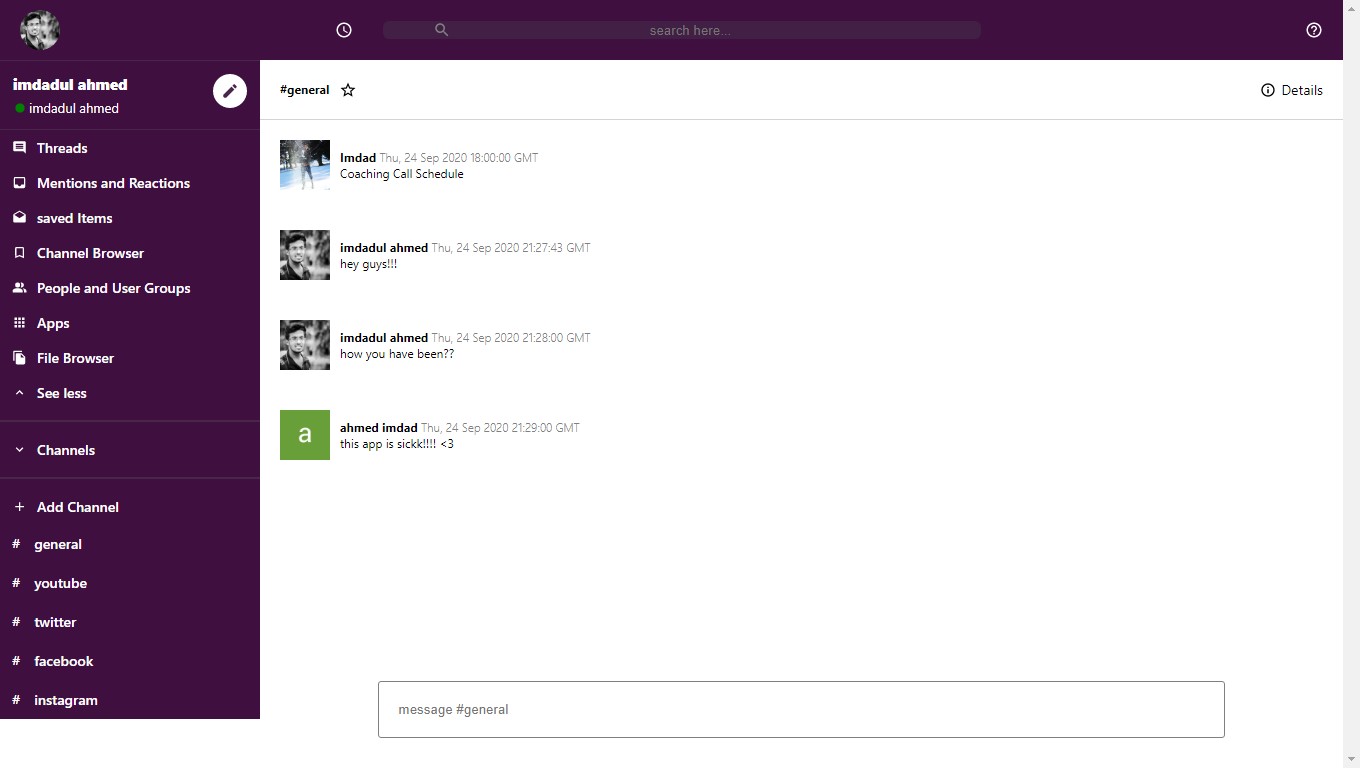 search here...
imdadul ahmed
imdadul ahmed
Threads
Mentions and Reactions
saved Items
Channel Browser
People and User Groups
Apps
File Browser
See less
Channels
+ Add Channel
# general
# youtube
# twitter
# facebook
# instagram
#general
Details
Imdad Thu, 24 Sep 2020 18:00:00 GMT
Coaching Call Schedule
imdadul ahmed Thu, 24 Sep 2020 21:27:43 GMT
hey guys!!!
imdadul ahmed Thu, 24 Sep 2020 21:28:00 GMT
how you have been??
a
ahmed imdad Thu, 24 Sep 2020 21:29:00 GMT
this app is sickk!!!! <3
message #general